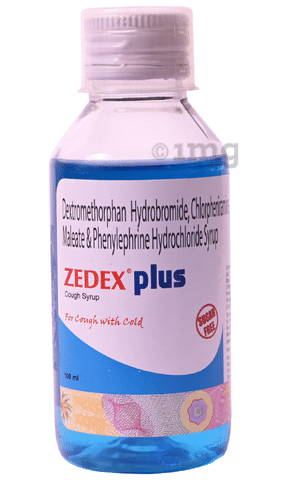 1mg
Dextromethorphan Hydrobromide, Chlorpheniramine
Maleate & Phenylephrine Hydrochloride Syrup
ZEDEX® plus
Cough Syrup
For Cough with Cold
SUGAR
FREE
100 ml